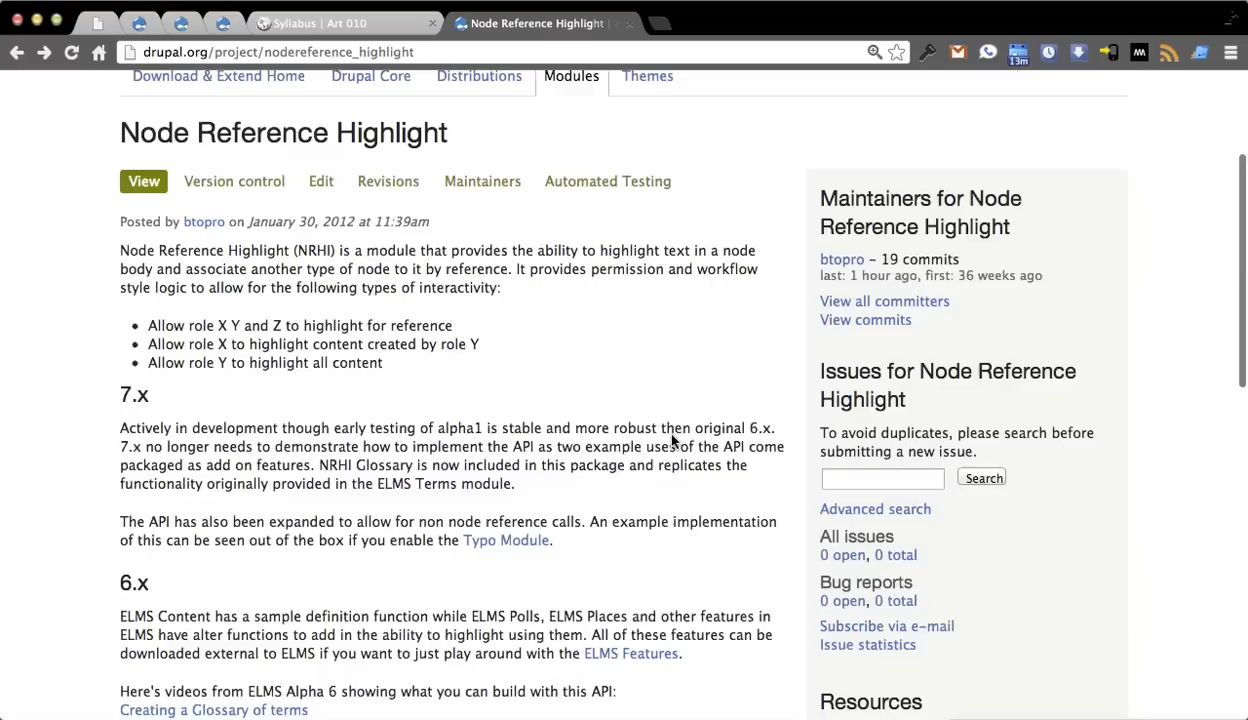 Syllabus | Art 010
Node Reference Highlight |
drupal.org/project/nodereference_highlight
13m
Download & Extend Home
Drupal Core
Distributions
Modules
Themes
Node Reference Highlight
View
Version control
Edit
Revisions
Maintainers
Automated Testing
Posted by btopro on January 30, 2012 at 11:39am
Node Reference Highlight (NRHI) is a module that provides the ability to highlight text in a node
body and associate another type of node to it by reference. It provides permission and workflow
style logic to allow for the following types of interactivity:
• Allow role X Y and Z to highlight for reference
• Allow role X to highlight content created by role Y
• Allow role Y to highlight all content
7.x
Actively in development though early testing of alpha1 is stable and more robust then original 6.x.
7.x no longer needs to demonstrate how to implement the API as two example uses of the API come
packaged as add on features. NRHI Glossary is now included in this package and replicates the
functionality originally provided in the ELMS Terms module.
The API has also been expanded to allow for non node reference calls. An example implementation
of this can be seen out of the box if you enable the Typo Module.
6.x
ELMS Content has a sample definition function while ELMS Polls, ELMS Places and other features in
ELMS have alter functions to add in the ability to highlight using them. All of these features can be
downloaded external to ELMS if you want to just play around with the ELMS Features.
Here's videos from ELMS Alpha 6 showing what you can build with this API:
Creating a Glossary of terms
Maintainers for Node
Reference Highlight
btopro – 19 commits
last: 1 hour ago, first: 36 weeks ago
View all committers
View commits
Issues for Node Reference
Highlight
To avoid duplicates, please search before
submitting a new issue.
Search
Advanced search
All issues
0 open, 0 total
Bug reports
0 open, 0 total
Subscribe via e-mail
Issue statistics
Resources